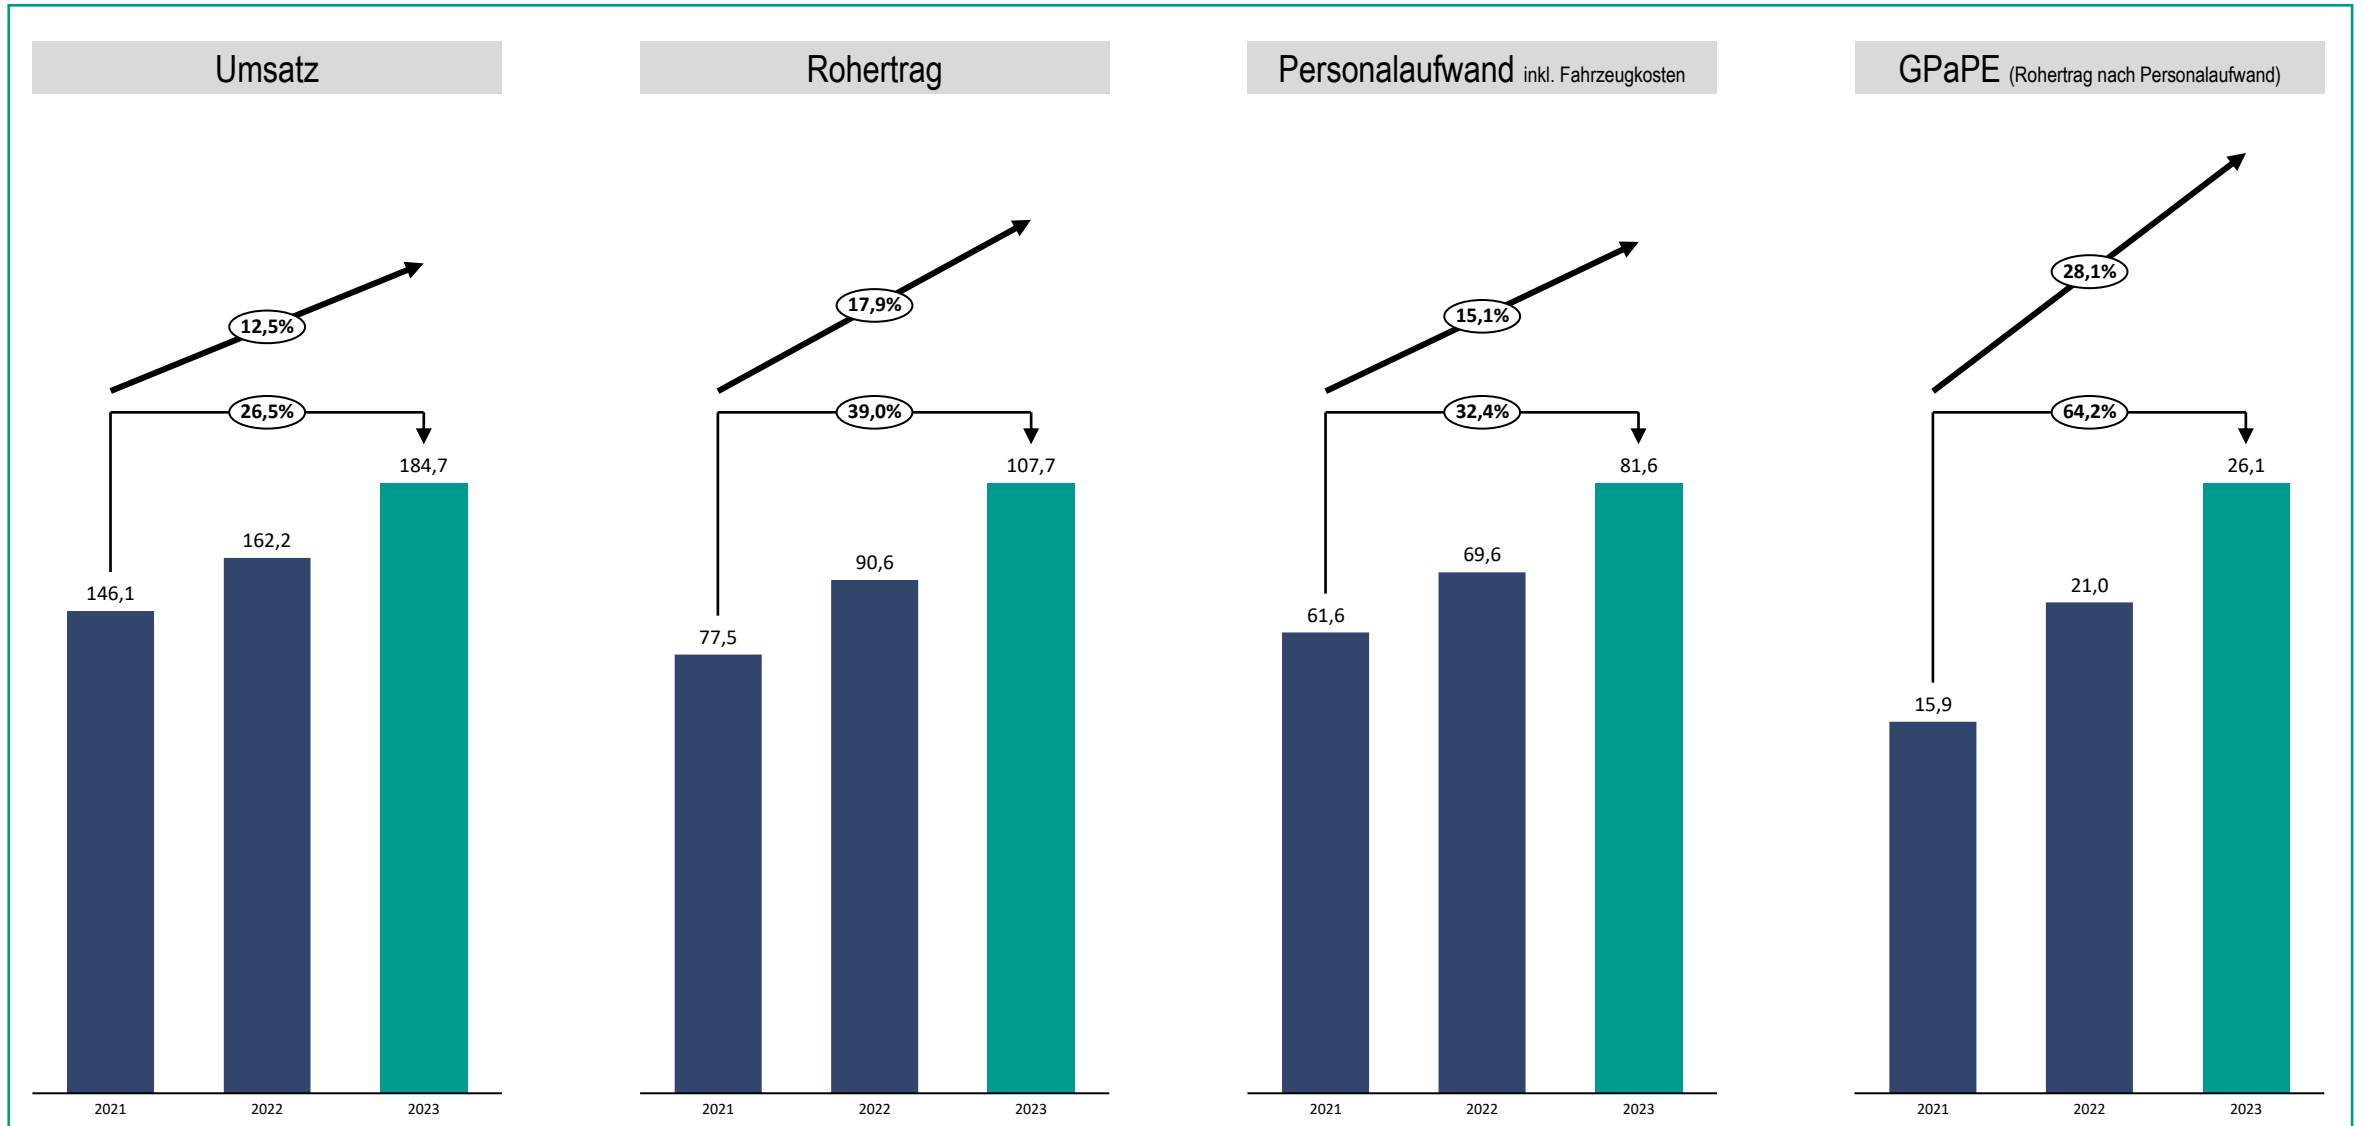 Umsatz
12,5%
26,5%
184,7
162,2
146,1
2021 2022 2023
Rohertrag
17,9%
39,0%
107,7
90,6
77,5
2021 2022 2023
Personalaufwand inkl. Fahrzeugkosten
15,1%
32,4%
81,6
69,6
61,6
2021 2022 2023
GPaPE (Rohertrag nach Personalaufwand)
28,1%
64,2%
26,1
21,0
15,9
2021 2022 2023